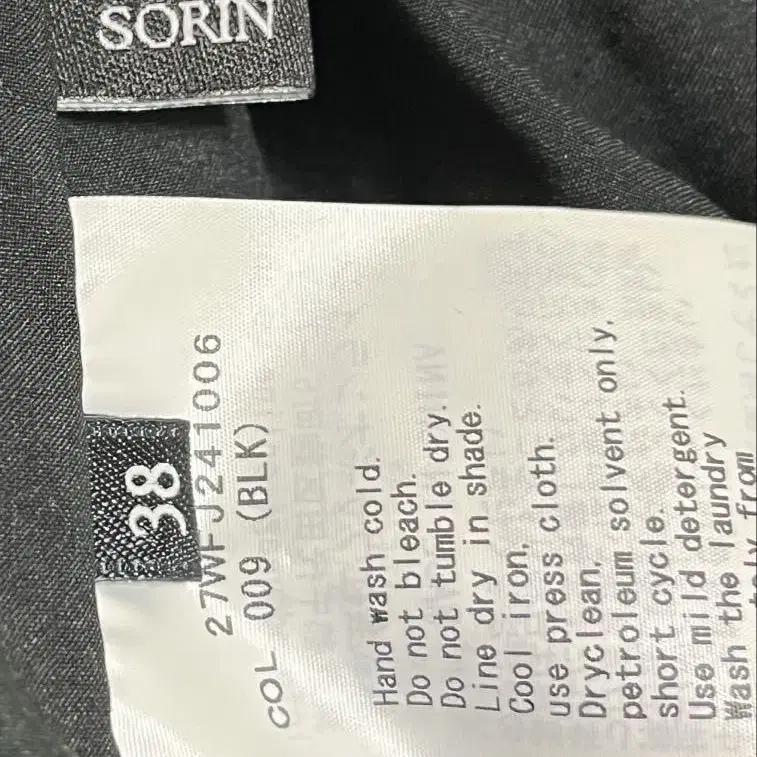 SORIN
38
27WFJ241006
COL 009 (BLK)
Hand wash cold.
Do not bleach.
Do not tumble dry.
Line dry in shade.
Cool iron,
use press cloth.
Dryclean,
petroleum solvent only,
short cycle.
Use mild detergent.
Wash the laundry
from